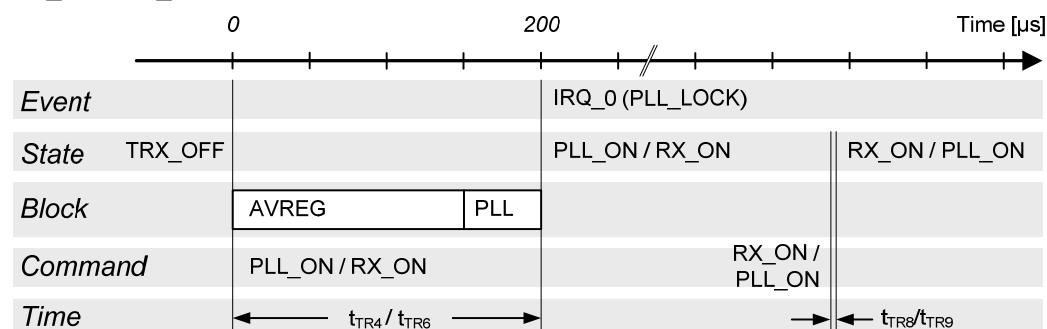 0 200 Time [µs]
Event IRQ_0 (PLL_LOCK)
State TRX_OFF PLL_ON / RX_ON RX_ON / PLL_ON
Block AVREG PLL
Command PLL_ON / RX_ON RX_ON /
PLL_ON
Time tTR4 / tTR6 tTR8/tTR9